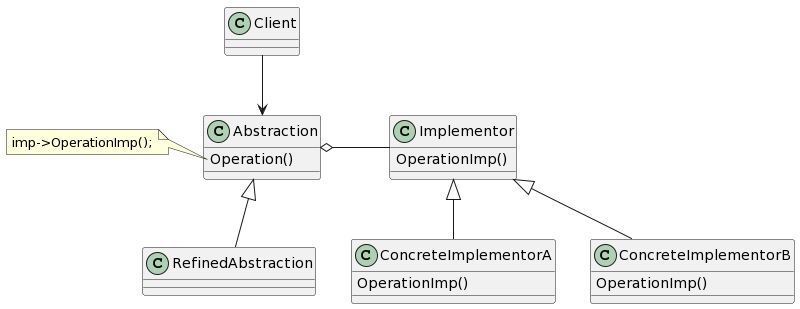 C Client
C Abstraction
Operation()
imp->OperationImp();
C Implementor
OperationImp()
C RefinedAbstraction
C ConcreteImplementorA
OperationImp()
C ConcreteImplementorB
OperationImp()